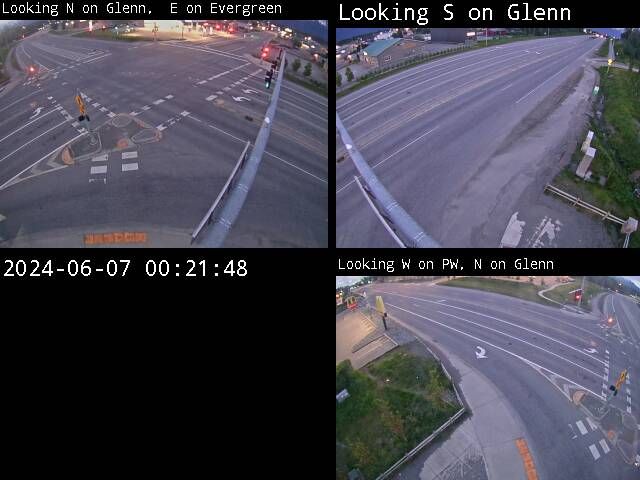 Looking N on Glenn,  E on Evergreen
Looking S on Glenn
2024-06-07 00:21:48
Looking W on PW, N on Glenn